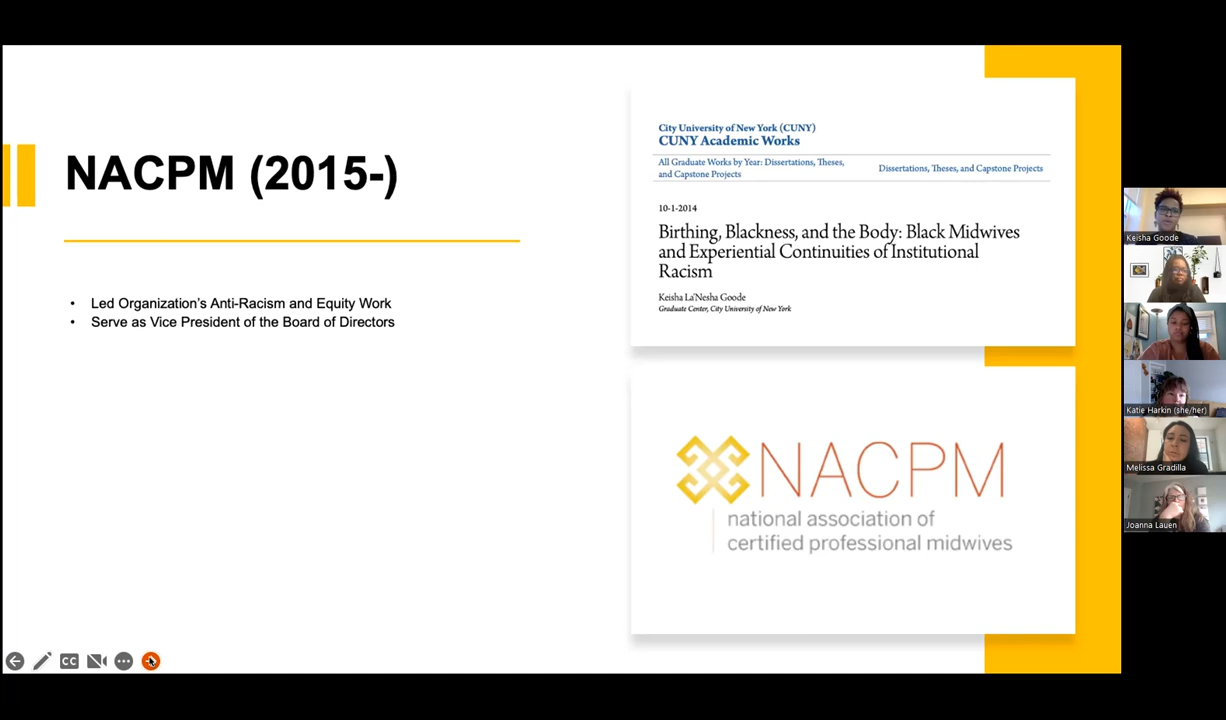 NACPM (2015-)
• Led Organization's Anti-Racism and Equity Work
• Serve as Vice President of the Board of Directors
City University of New York (CUNY)
CUNY Academic Works
All Graduate Works by Year: Dissertations, Theses,
and Capstone Projects
Dissertations, Theses, and Capstone Projects
10-1-2014
Birthing, Blackness, and the Body: Black Midwives
and Experiential Continuities of Institutional
Racism
Keisha La'Nesha Goode
Graduate Center, City University of New York
NACPM
national association of
certified professional midwives
CC
Keisha Goode
Katie Harkin (she/her)
Melissa Gradilla
Joanna Lauen